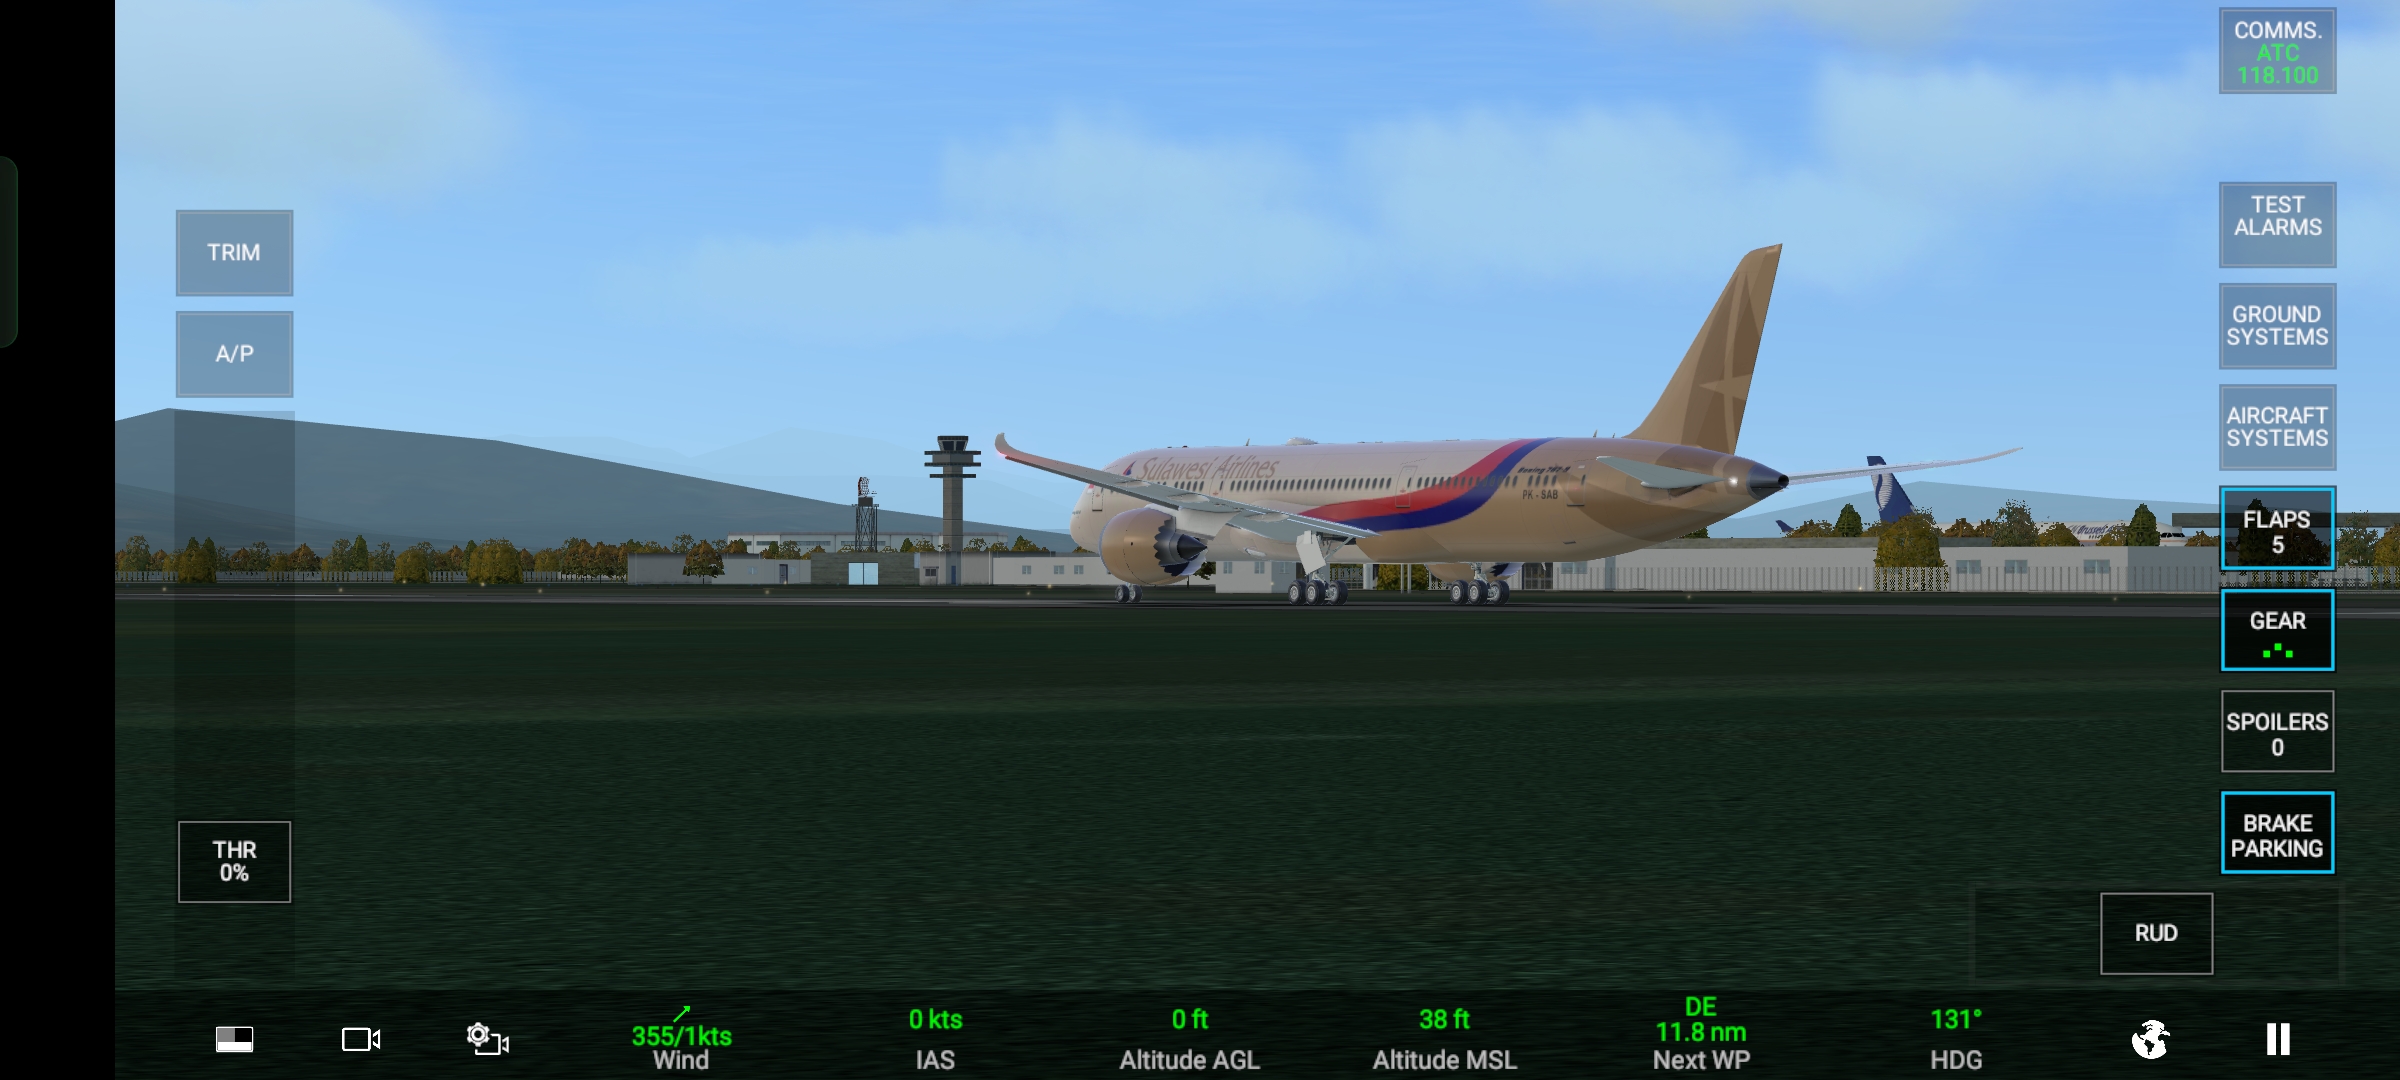 COMMS.
ATC
118.100
TEST
ALARMS
TRIM
GROUND
SYSTEMS
A/P
AIRCRAFT
SYSTEMS
Sulawesi Airlines
PK - SAB
FLAPS
5
GEAR
SPOILERS
0
BRAKE
PARKING
THR
0%
RUD
355/1kts
Wind
0 kts
IAS
0 ft
Altitude AGL
38 ft
Altitude MSL
DE
11.8 nm
Next WP
131°
HDG